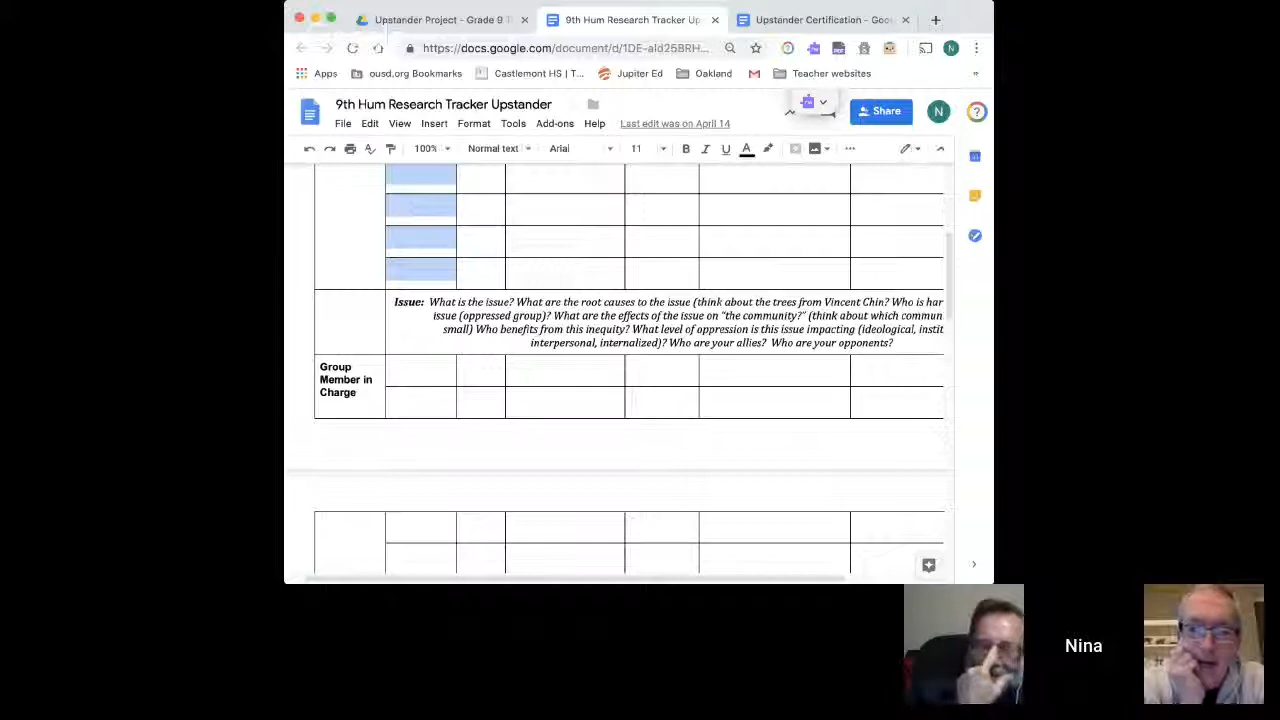 Upstander Project - Grade 9 T
9th Hum Research Tracker Up
Upstander Certification - Goo
https://docs.google.com/document/d/1DE-ald25BRH...
Apps
ousd.org Bookmarks
Castlemont HS | T...
Jupiter Ed
Oakland
Teacher websites
9th Hum Research Tracker Upstander
Share
N
File Edit View Insert Format Tools Add-ons Help Last edit was on April 14
100% Normal text Arial 11 B I U A
Issue: What is the issue? What are the root causes to the issue (think about the trees from Vincent Chin? Who is har
issue (oppressed group)? What are the effects of the issue on "the community?" (think about which commun
small) Who benefits from this inequity? What level of oppression is this issue impacting (ideological, instit
interpersonal, internalized)? Who are your allies? Who are your opponents?
Group
Member in
Charge
Nina